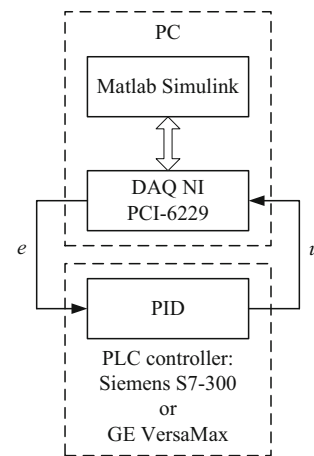 PC
Matlab Simulink
DAQ NI
PCI-6229
e
PID
PLC controller:
Siemens S7-300
or
GE VersaMax